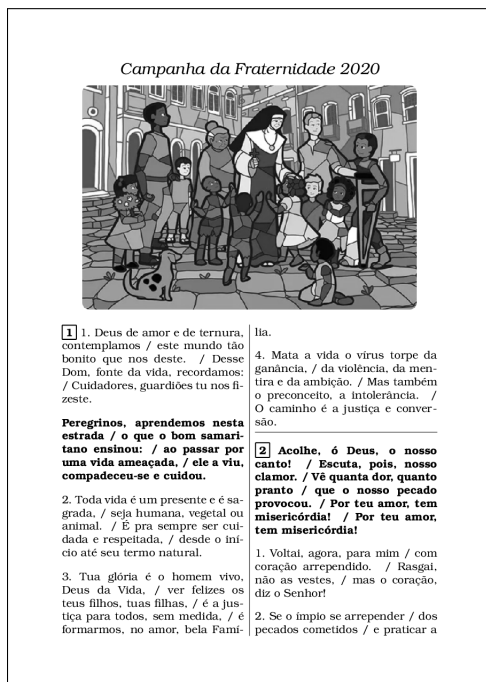 Campanha da Fraternidade 2020
1 1. Deus de amor e de ternura,
contemplamos / este mundo tão
bonito que nos deste. / Desse
Dom, fonte da vida, recordamos:
/ Cuidadores, guardiões tu nos fi-
zeste.
Peregrinos, aprendemos nesta
estrada / o que o bom samari-
tano ensinou: / ao passar por
uma vida ameaçada, / ele a viu,
compadeceu-se e cuidou.
2. Toda vida é um presente e é sa-
grada, / seja humana, vegetal ou
animal. / É pra sempre ser cui-
dada e respeitada, / desde o iní-
cio até seu termo natural.
3. Tua glória é o homem vivo,
Deus da Vida, / ver felizes os
teus filhos, tuas filhas, / é a jus-
tiça para todos, sem medida, / é
formarmos, no amor, bela Famí-
lia.
4. Mata a vida o vírus torpe da
ganância, / da violência, da men-
tira e da ambição. / Mas também
o preconceito, a intolerância. /
O caminho é a justiça e conver-
são.
2 Acolhe, ó Deus, o nosso
canto! / Escuta, pois, nosso
clamor. / Vê quanta dor, quanto
pranto / que o nosso pecado
provocou. / Por teu amor, tem
misericórdia! / Por teu amor,
tem misericórdia!
1. Voltai, agora, para mim / com
coração arrependido. / Rasgai,
não as vestes, / mas o coração,
diz o Senhor!
2. Se o ímpio se arrepender / dos
pecados cometidos / e praticar a